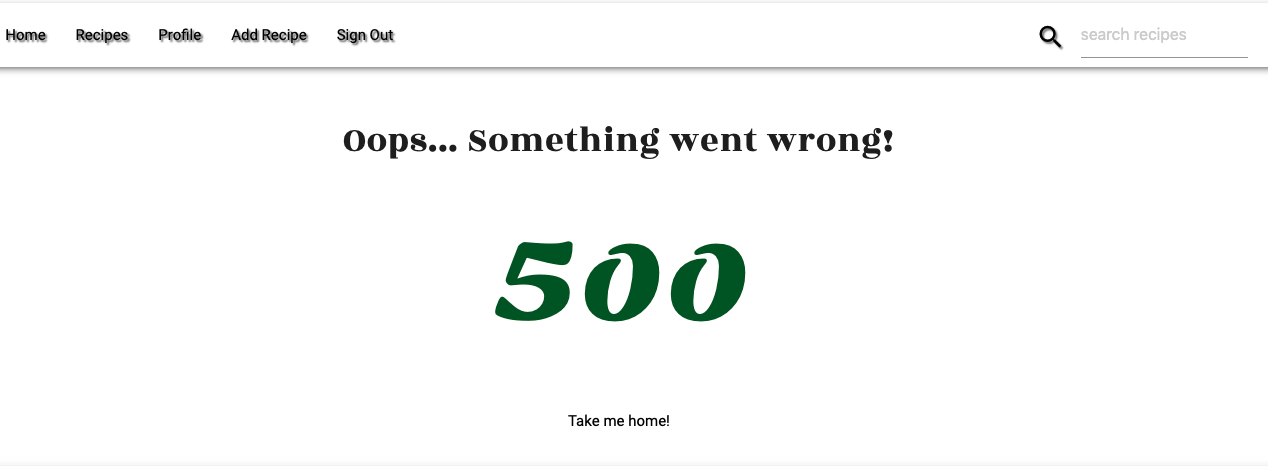 Home Recipes Profile Add Recipe Sign Out search recipes
Oops... Something went wrong!
500
Take me home!